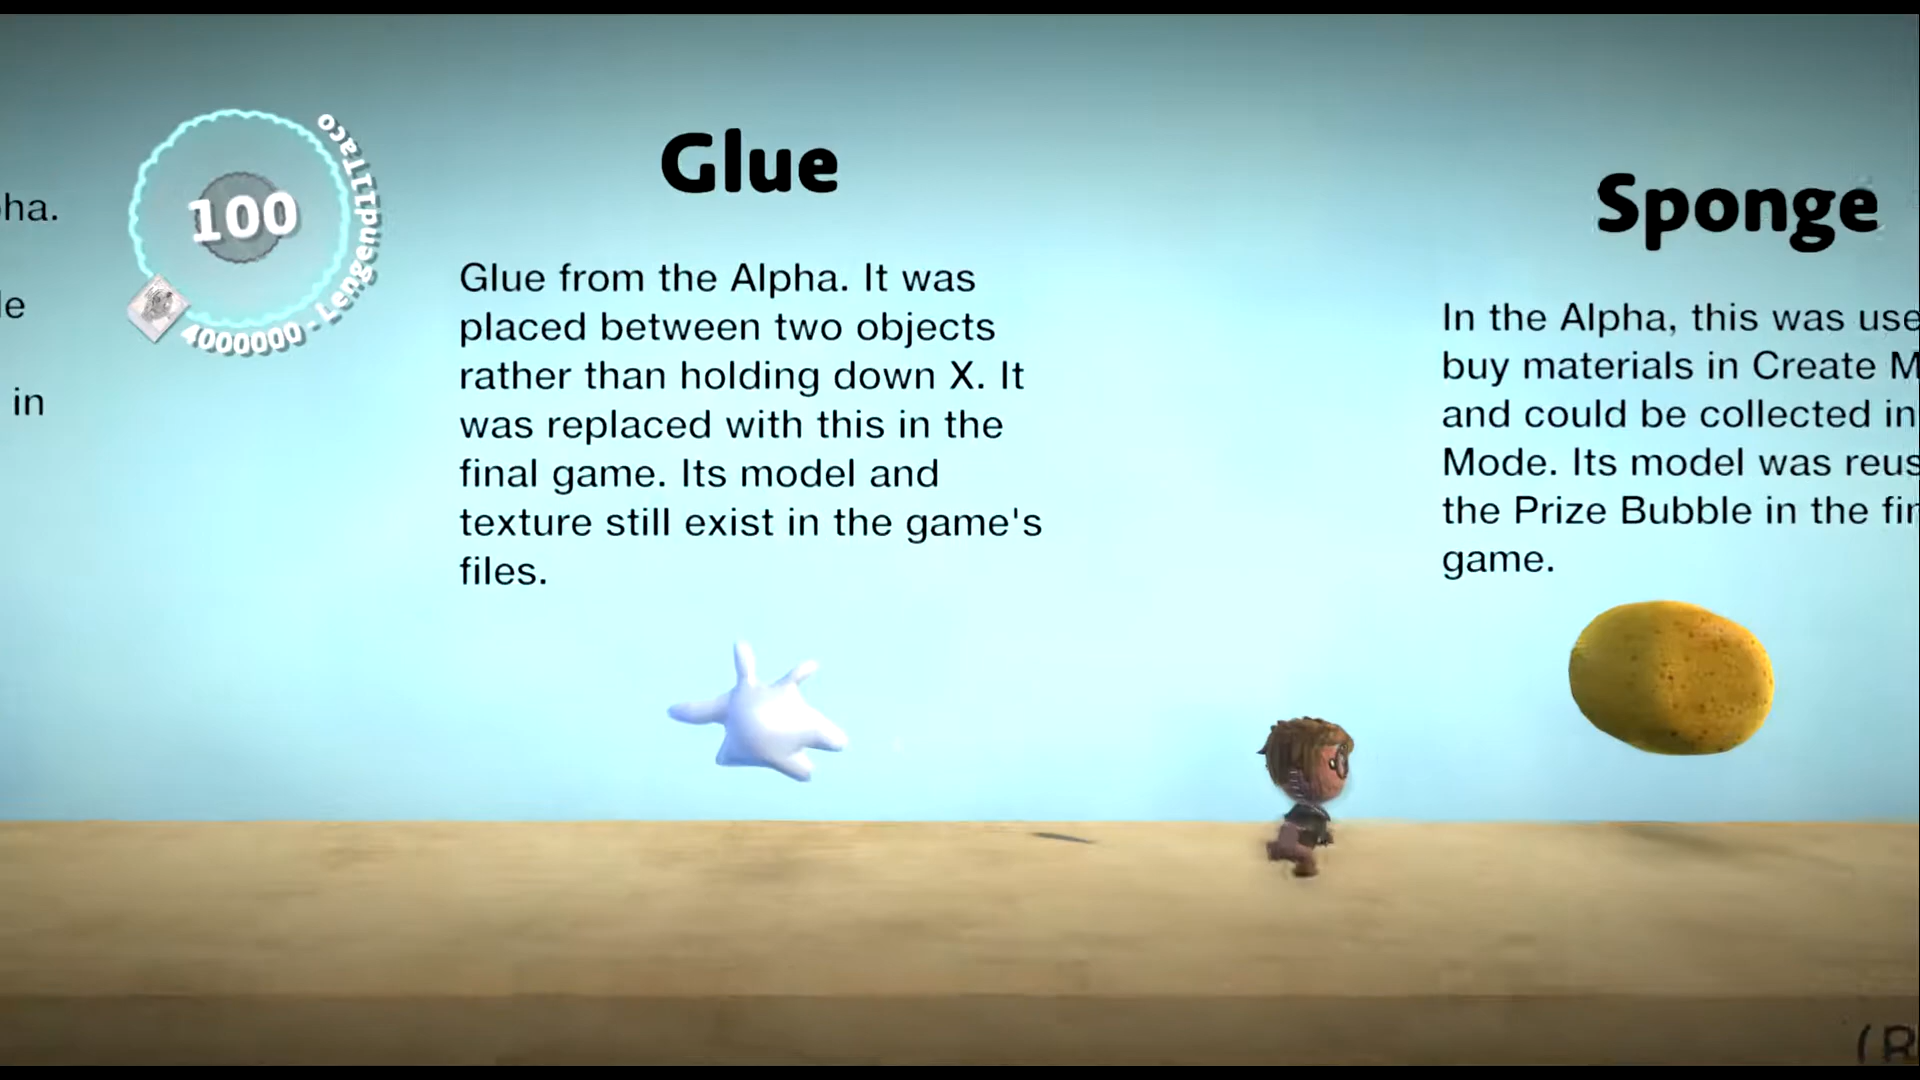 ha.
le
in
100
4000000 - Lengend11Taco
Glue
Glue from the Alpha. It was
placed between two objects
rather than holding down X. It
was replaced with this in the
final game. Its model and
texture still exist in the game's
files.
Sponge
In the Alpha, this was use
buy materials in Create M
and could be collected in
Mode. Its model was reus
the Prize Bubble in the fin
game.
(R